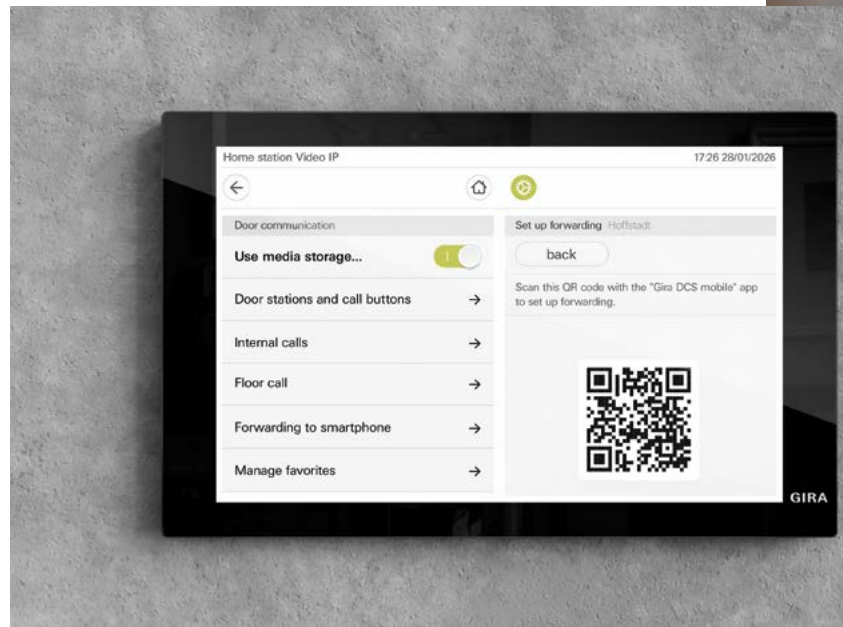 Home station Video IP
17:26 28/01/2026
Door communication
Use media storage...
Door stations and call buttons
Internal calls
Floor call
Forwarding to smartphone
Manage favorites
Set up forwarding Hoffstadt
back
Scan this QR code with the "Gira DCS mobile" app
to set up forwarding.
GIRA